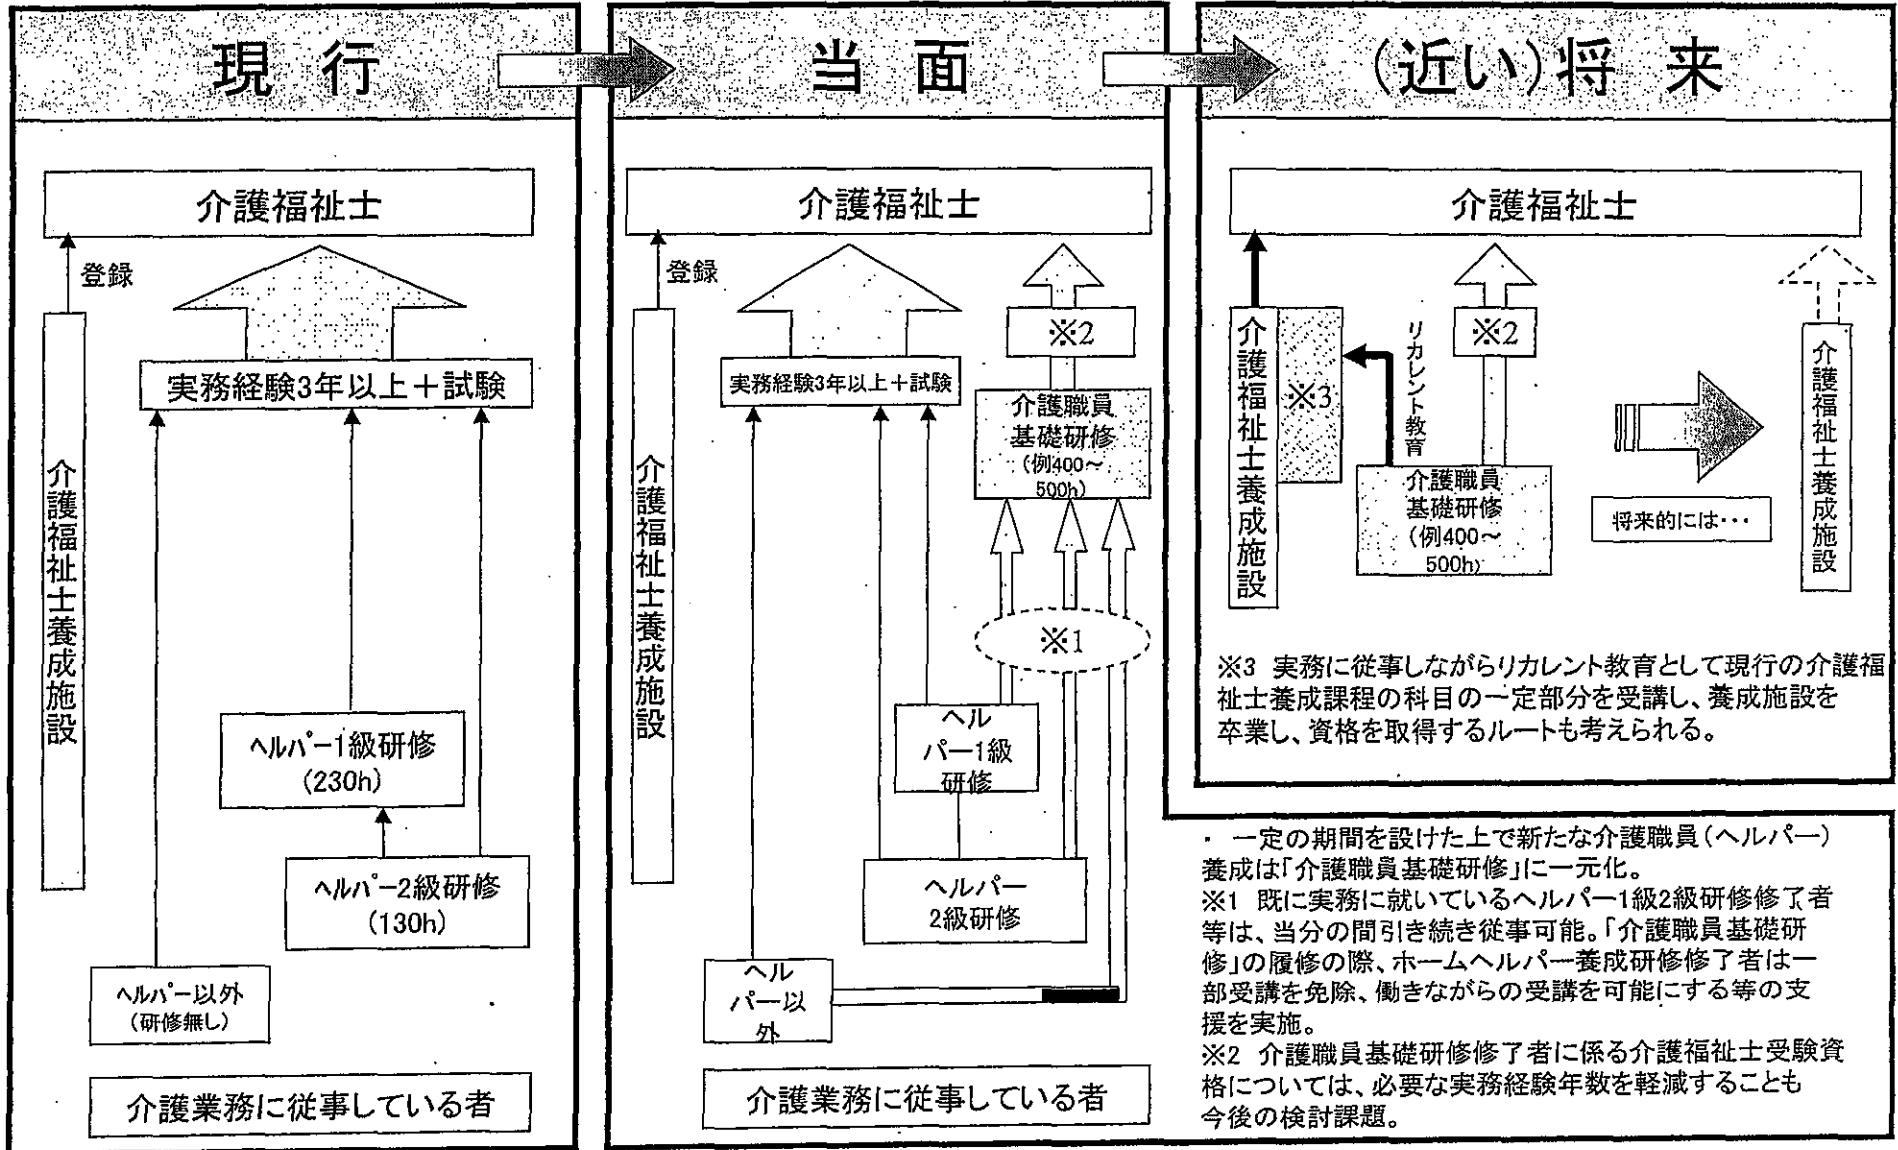 現 行
介護福祉士
登録
実務経験3年以上＋試験
介護福祉士養成施設
ヘルパー1級研修
(230h)
ヘルパー2級研修
(130h)
ヘルパー以外
(研修無し)
介護業務に従事している者
当 面
介護福祉士
登録
※2
実務経験3年以上＋試験
介護職員
基礎研修
(例400～
500h)
介護福祉士養成施設
※1
ヘル
パー1級
研修
ヘルパー
2級研修
ヘル
パー以
外
介護業務に従事している者
(近い)将 来
介護福祉士
介護福祉士養成施設
※3
リカレント教育
※2
介護職員
基礎研修
(例400～
500h)
将来的には･･･
介護福祉士養成施設
※3 実務に従事しながらリカレント教育として現行の介護福
祉士養成課程の科目の一定部分を受講し、養成施設を
卒業し、資格を取得するルートも考えられる。
・ 一定の期間を設けた上で新たな介護職員(ヘルパー)
養成は「介護職員基礎研修」に一元化。
※1 既に実務に就いているヘルパー1級2級研修修了者
等は、当分の間引き続き従事可能。「介護職員基礎研
修」の履修の際、ホームヘルパー養成研修修了者は一
部受講を免除、働きながらの受講を可能にする等の支
援を実施。
※2 介護職員基礎研修修了者に係る介護福祉士受験資
格については、必要な実務経験年数を軽減することも
今後の検討課題。